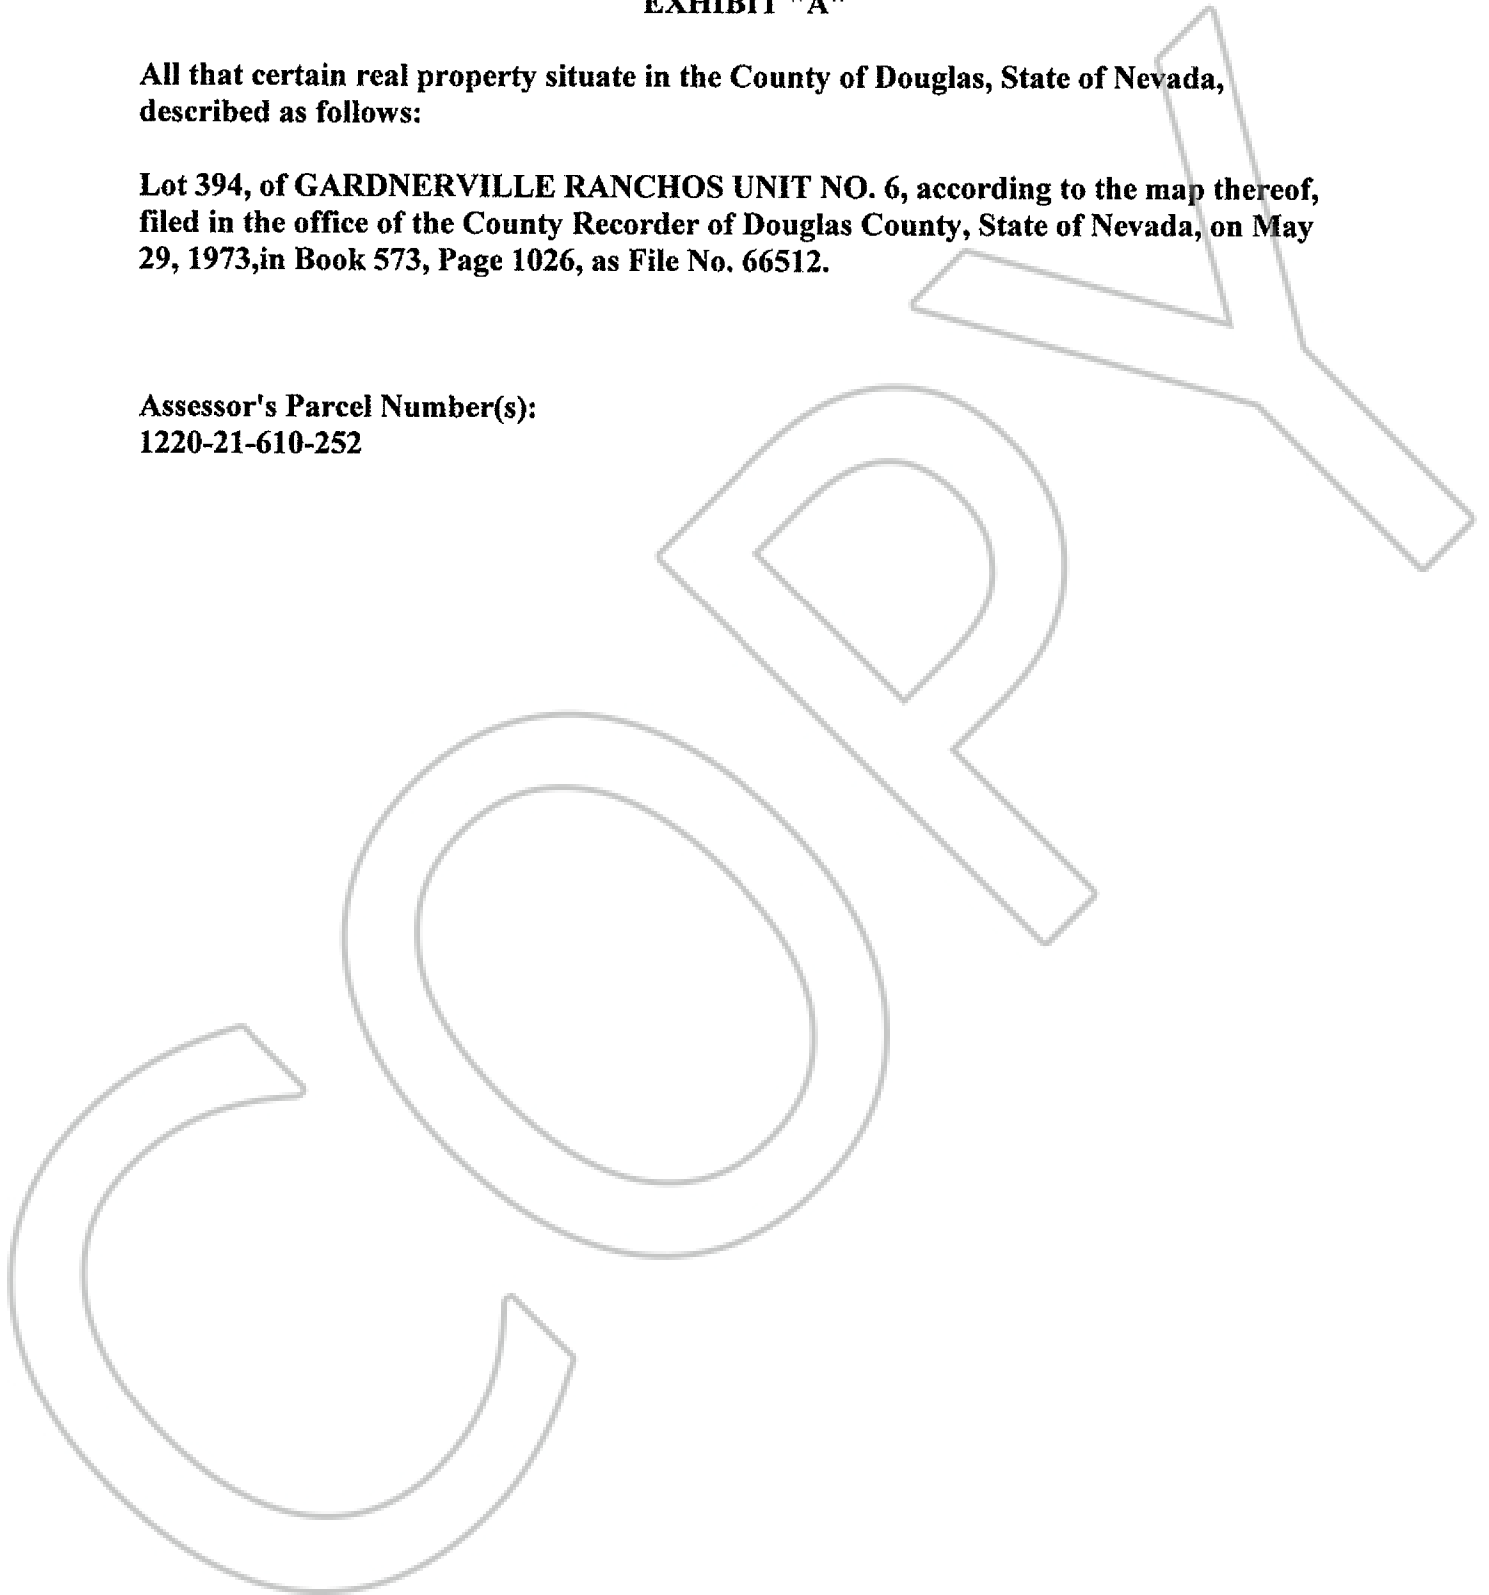 EXHIBIT "A"
All that certain real property situate in the County of Douglas, State of Nevada,
described as follows:
Lot 394, of GARDNERVILLE RANCHOS UNIT NO. 6, according to the map thereof,
filed in the office of the County Recorder of Douglas County, State of Nevada, on May
29, 1973,in Book 573, Page 1026, as File No. 66512.
Assessor's Parcel Number(s):
1220-21-610-252
COPY